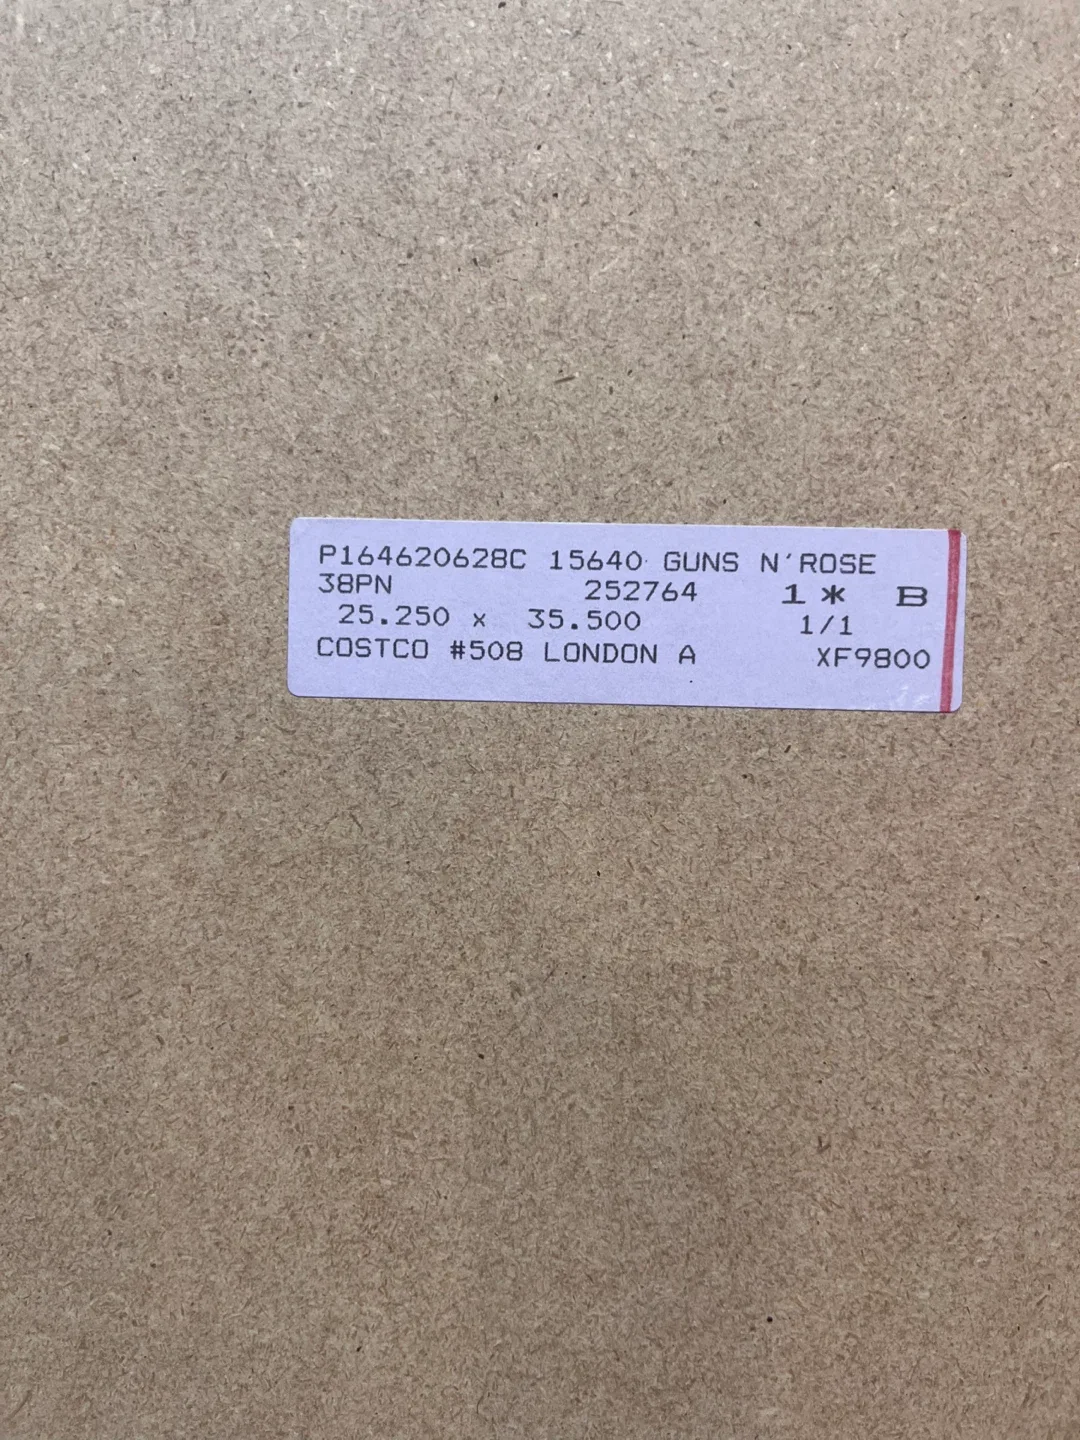 P164620628C 15640 GUNS N'ROSE
38PN 252764 1 * B
25.250 x 35.500 1/1
COSTCO #508 LONDON A XF9800